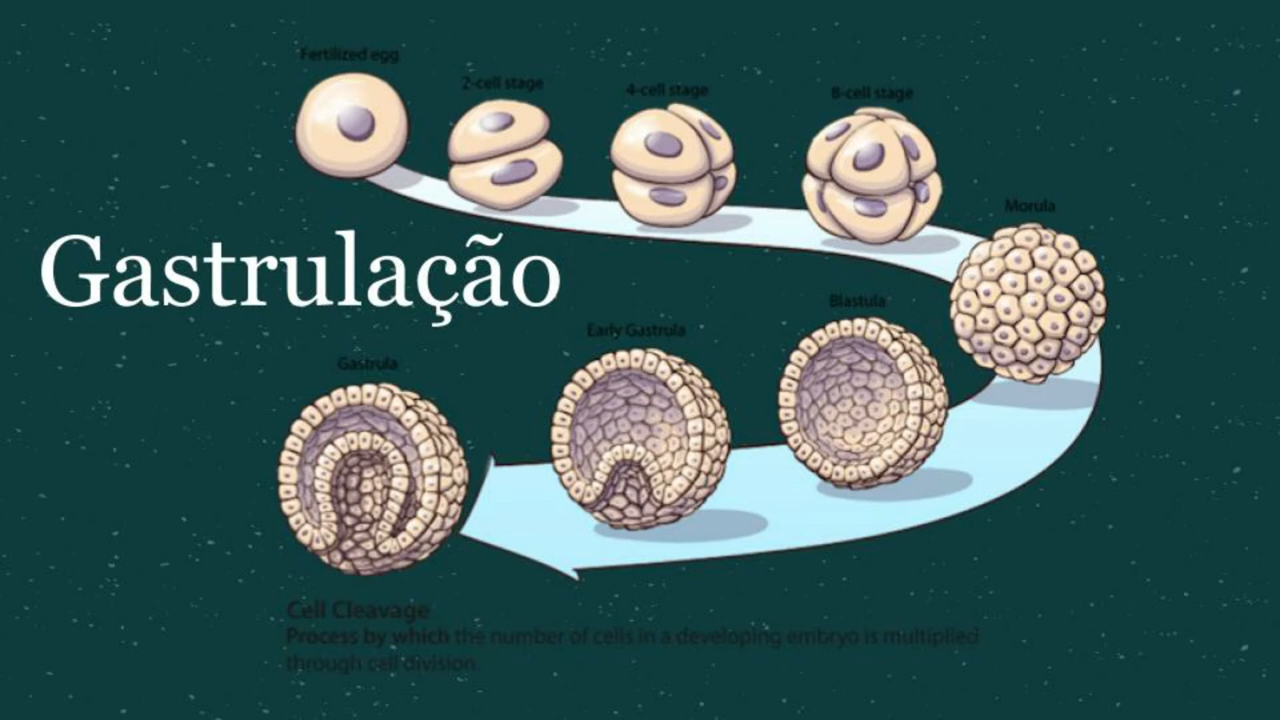 Fertilized egg
2-cell stage
4-cell stage
8-cell stage
Morula
Gastrulação
Blastula
Early Gastrula
Gastrula
Cell Cleavage
Process by which the number of cells in a developing embryo is multiplied
through cell division.